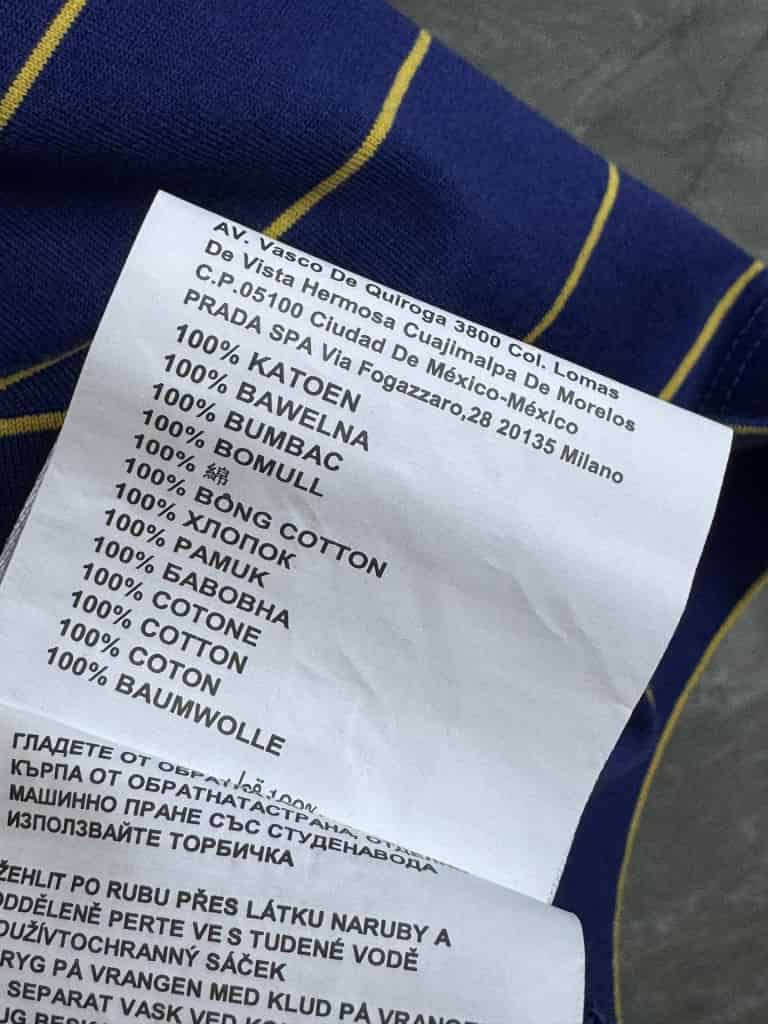 AV. Vasco De Quiroga 3800 Col. Lomas
De Vista Hermosa Cuajimalpa De Morelos
C.P.05100 Ciudad De México-México
PRADA SPA Via Fogazzaro,28 20135 Milano
100% KATOEN
100% BAWELNA
100% BUMBAC
100% BOMULL
100% 綿
100% BÔNG COTTON
100% ХЛОПОК
100% PAMUK
100% БАВОВНА
100% COTONE
100% COTTON
100% COTON
100% BAUMWOLLE
100%
ГЛАДЕТЕ ОТ
КЪРПА ОТ ОБРАТНАТАСТРАНА,
МАШИННО ПРАНЕ СЪС СТУДЕНАВОДА
ИЗПОЛЗВАЙТЕ ТОРБИЧКА
ŽEHLIT PO RUBU PŘES LÁTKU NARUBY A
ODDĚLENĚ PERTE VE S TUDENÉ VODĚ
OUŽÍVTOCHRANNÝ SÁČEK
RYG PÅ VRANGEN MED KLUD PÅ VRANGEN
SEPARAT VASK VED